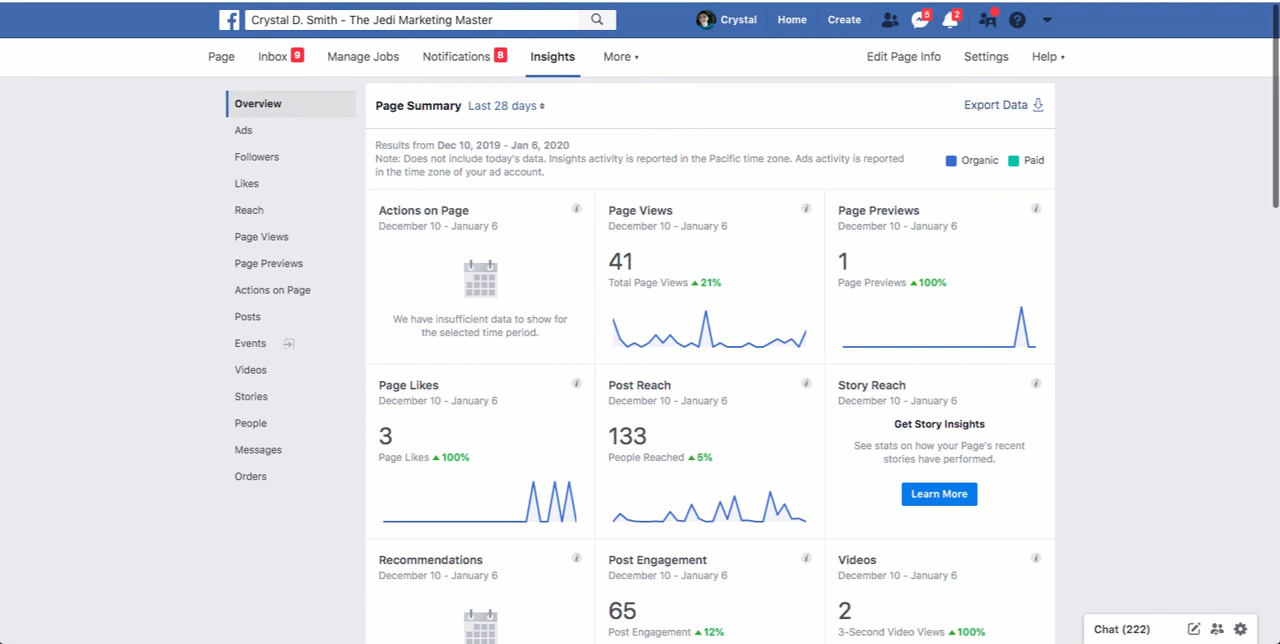 Crystal D. Smith - The Jedi Marketing Master
Crystal
Home
Create
5
2
Page
Inbox 9
Manage Jobs
Notifications 8
Insights
More
Edit Page Info
Settings
Help
Overview
Ads
Followers
Likes
Reach
Page Views
Page Previews
Actions on Page
Posts
Events
Videos
Stories
People
Messages
Orders
Page Summary Last 28 days
Export Data
Results from Dec 10, 2019 - Jan 6, 2020
Note: Does not include today's data. Insights activity is reported in the Pacific time zone. Ads activity is reported
in the time zone of your ad account.
Organic
Paid
Actions on Page
December 10 - January 6
We have insufficient data to show for
the selected time period.
Page Views
December 10 - January 6
41
Total Page Views 21%
Page Previews
December 10 - January 6
1
Page Previews 100%
Page Likes
December 10 - January 6
3
Page Likes 100%
Post Reach
December 10 - January 6
133
People Reached 5%
Story Reach
December 10 - January 6
Get Story Insights
See stats on how your Page's recent
stories have performed.
Learn More
Recommendations
December 10 - January 6
Post Engagement
December 10 - January 6
65
Post Engagement 12%
Videos
December 10 - January 6
2
3-Second Video Views 100%
Chat (222)